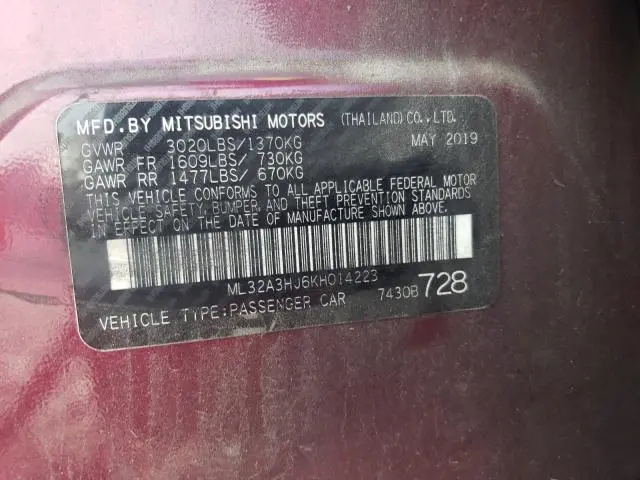 MFD.BY MITSUBISHI MOTORS (THAILAND) CO.,LTD.
GVWR 3020LBS/1370KG MAY 2019
GAWR FR 1609LBS/ 730KG
GAWR RR 1477LBS/ 670KG
THIS VEHICLE CONFORMS TO ALL APPLICABLE FEDERAL MOTOR
VEHICLE SAFETY, BUMPER, AND THEFT PREVENTION STANDARDS
IN EFFECT ON THE DATE OF MANUFACTURE SHOWN ABOVE.
ML32A3HJ6KH014223
VEHICLE TYPE:PASSENGER CAR 7430B 728